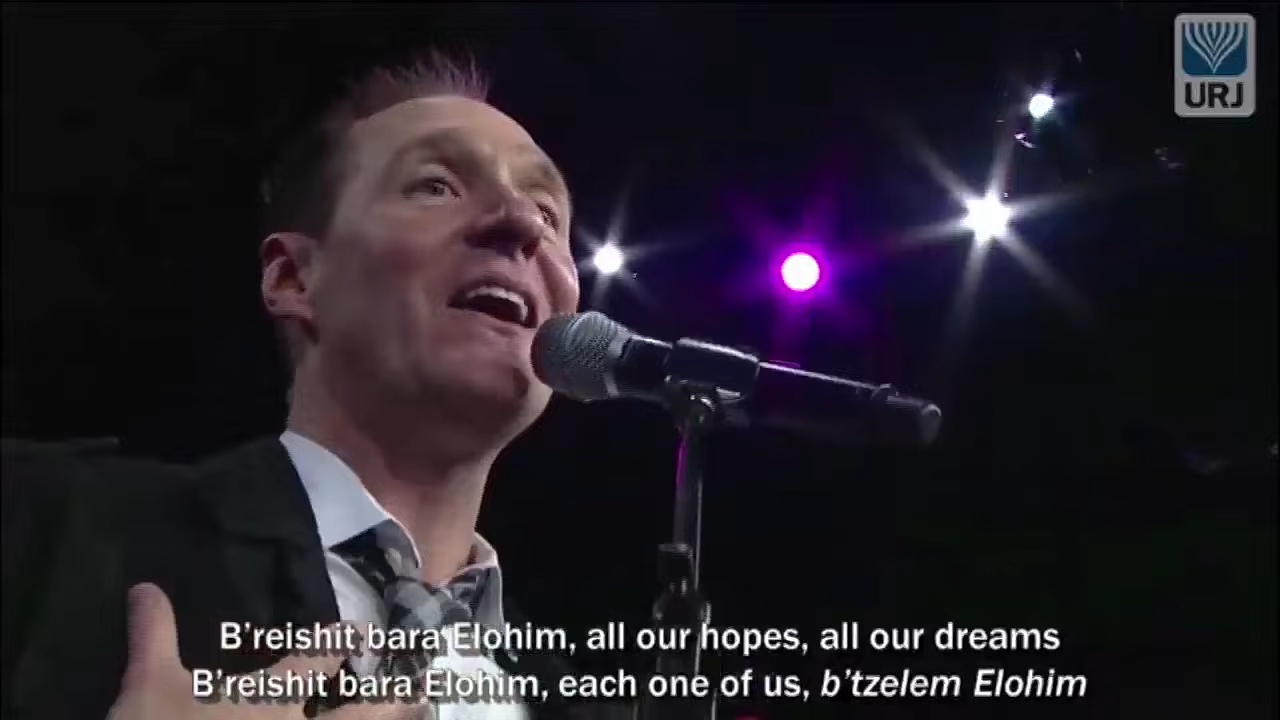 URJ
B'reishit bara Elohim, all our hopes, all our dreams
B'reishit bara Elohim, each one of us, b'tzelem Elohim